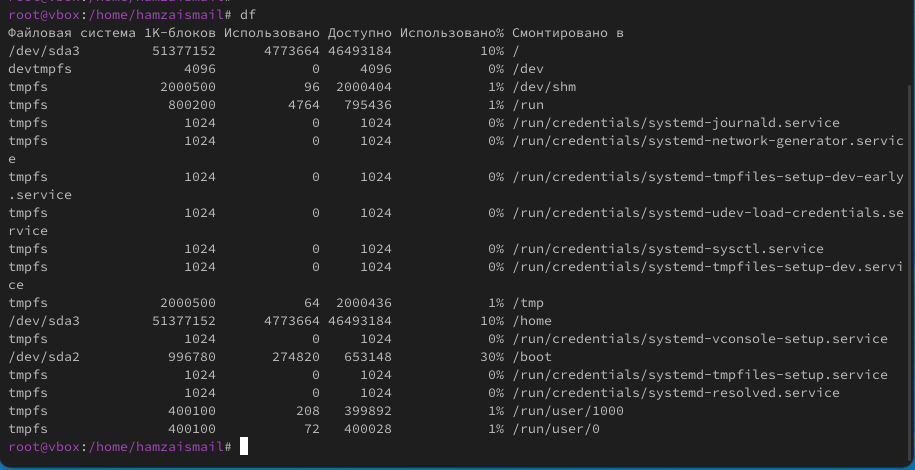 root@vbox:/home/hamzaismail#
root@vbox:/home/hamzaismail# df
Файловая система 1K-блоков Использовано Доступно Использовано% Смонтировано в
/dev/sda3 51377152 4773664 46493184 10% /
devtmpfs 4096 0 4096 0% /dev
tmpfs 2000500 96 2000404 1% /dev/shm
tmpfs 800200 4764 795436 1% /run
tmpfs 1024 0 1024 0% /run/credentials/systemd-journald.service
tmpfs 1024 0 1024 0% /run/credentials/systemd-network-generator.servic
e
tmpfs 1024 0 1024 0% /run/credentials/systemd-tmpfiles-setup-dev-early
.service
tmpfs 1024 0 1024 0% /run/credentials/systemd-udev-load-credentials.se
rvice
tmpfs 1024 0 1024 0% /run/credentials/systemd-sysctl.service
tmpfs 1024 0 1024 0% /run/credentials/systemd-tmpfiles-setup-dev.servi
ce
tmpfs 2000500 64 2000436 1% /tmp
/dev/sda3 51377152 4773664 46493184 10% /home
tmpfs 1024 0 1024 0% /run/credentials/systemd-vconsole-setup.service
/dev/sda2 996780 274820 653148 30% /boot
tmpfs 1024 0 1024 0% /run/credentials/systemd-tmpfiles-setup.service
tmpfs 1024 0 1024 0% /run/credentials/systemd-resolved.service
tmpfs 400100 208 399892 1% /run/user/1000
tmpfs 400100 72 400028 1% /run/user/0
root@vbox:/home/hamzaismail#